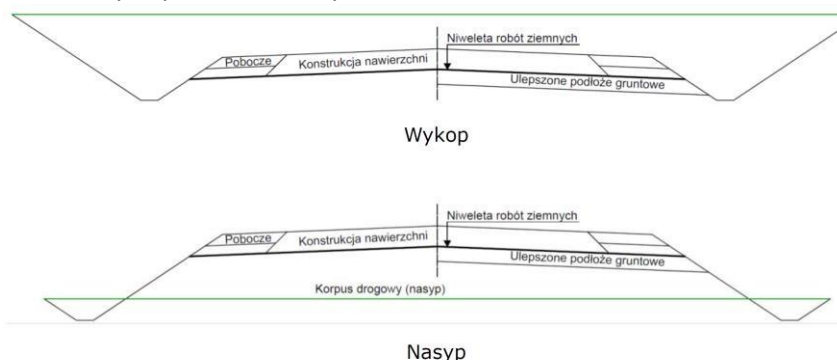 Niweleta robót ziemnych
Pobocze
Konstrukcja nawierzchni
Ulepszone podłoże gruntowe
Wykop
Niweleta robót ziemnych
Pobocze
Konstrukcja nawierzchni
Ulepszone podłoże gruntowe
Korpus drogowy (nasyp)
Nasyp